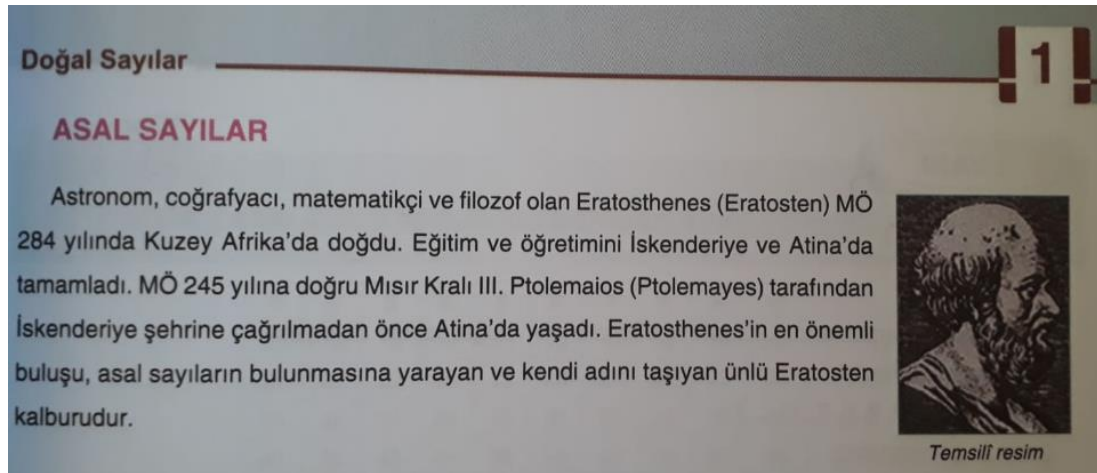 Doğal Sayılar
1
ASAL SAYILAR
Astronom, coğrafyacı, matematikçi ve filozof olan Eratosthenes (Eratosten) MÖ
284 yılında Kuzey Afrika'da doğdu. Eğitim ve öğretimini İskenderiye ve Atina'da
tamamladı. MÖ 245 yılına doğru Mısır Kralı III. Ptolemaios (Ptolemayes) tarafından
İskenderiye şehrine çağrılmadan önce Atina'da yaşadı. Eratosthenes'in en önemli
buluşu, asal sayıların bulunmasına yarayan ve kendi adını taşıyan ünlü Eratosten
kalburudur.
Temsilî resim